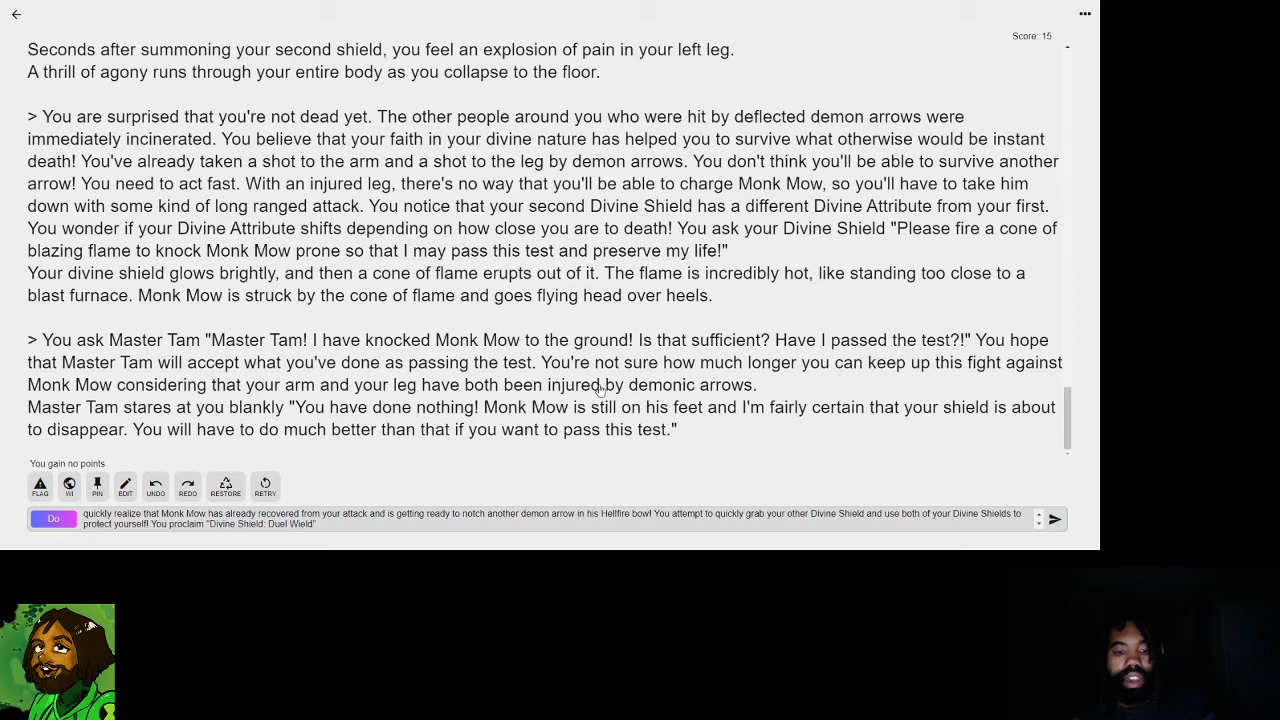 Score: 15
Seconds after summoning your second shield, you feel an explosion of pain in your left leg.
A thrill of agony runs through your entire body as you collapse to the floor.
> You are surprised that you're not dead yet. The other people around you who were hit by deflected demon arrows were
immediately incinerated. You believe that your faith in your divine nature has helped you to survive what otherwise would be instant
death! You've already taken a shot to the arm and a shot to the leg by demon arrows. You don't think you'll be able to survive another
arrow! You need to act fast. With an injured leg, there's no way that you'll be able to charge Monk Mow, so you'll have to take him
down with some kind of long ranged attack. You notice that your second Divine Shield has a different Divine Attribute from your first.
You wonder if your Divine Attribute shifts depending on how close you are to death! You ask your Divine Shield "Please fire a cone of
blazing flame to knock Monk Mow prone so that I may pass this test and preserve my life!"
Your divine shield glows brightly, and then a cone of flame erupts out of it. The flame is incredibly hot, like standing too close to a
blast furnace. Monk Mow is struck by the cone of flame and goes flying head over heels.
> You ask Master Tam "Master Tam! I have knocked Monk Mow to the ground! Is that sufficient? Have I passed the test?!" You hope
that Master Tam will accept what you've done as passing the test. You're not sure how much longer you can keep up this fight against
Monk Mow considering that your arm and your leg have both been injured by demonic arrows.
Master Tam stares at you blankly "You have done nothing! Monk Mow is still on his feet and I'm fairly certain that your shield is about
to disappear. You will have to do much better than that if you want to pass this test."
You gain no points
FLAG WI PIN EDIT UNDO REDO RESTORE RETRY
Do quickly realize that Monk Mow has already recovered from your attack and is getting ready to notch another demon arrow in his Hellfire bow! You attempt to quickly grab your other Divine Shield and use both of your Divine Shields to
protect yourself! You proclaim "Divine Shield: Duel Wield"